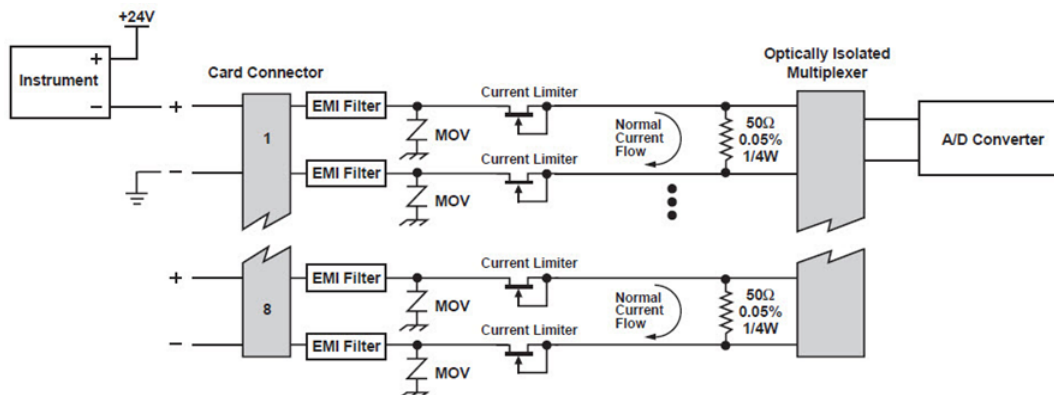 +24V
Instrument
+
−
Card Connector
Optically Isolated
Multiplexer
A/D Converter
+
1
−
EMI Filter
MOV
Current Limiter
EMI Filter
MOV
Current Limiter
Normal
Current
Flow
50Ω
0.05%
1/4W
+
8
−
EMI Filter
MOV
Current Limiter
EMI Filter
MOV
Current Limiter
Normal
Current
Flow
50Ω
0.05%
1/4W